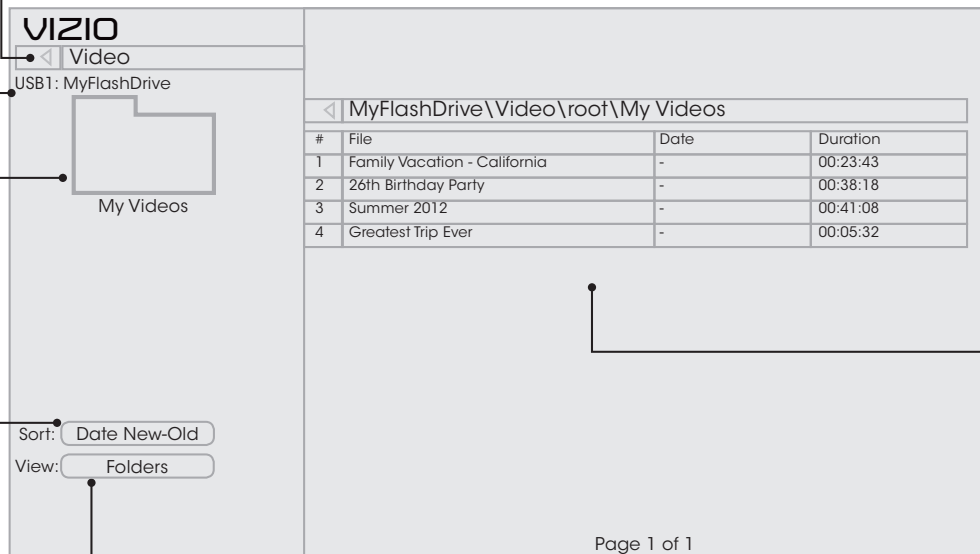 VIZIO
Video
USB1: MyFlashDrive
My Videos
Sort: Date New-Old
View: Folders
MyFlashDrive\Video\root\My Videos
# File Date Duration
1 Family Vacation - California - 00:23:43
2 26th Birthday Party - 00:38:18
3 Summer 2012 - 00:41:08
4 Greatest Trip Ever - 00:05:32
Page 1 of 1